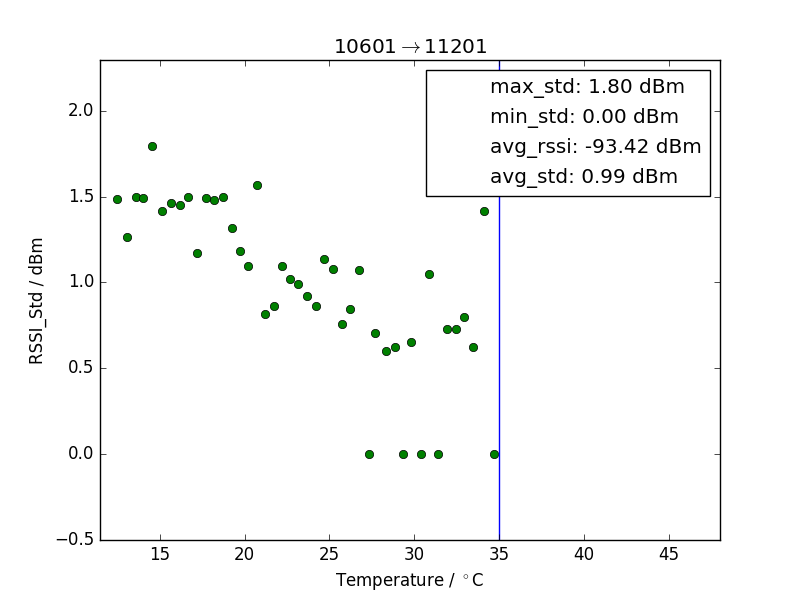 10601→11201
max_std: 1.80 dBm
min_std: 0.00 dBm
avg_rssi: -93.42 dBm
avg_std: 0.99 dBm
2.0
1.5
1.0
0.5
0.0
−0.5
RSSI_Std / dBm
15 20 25 30 35 40 45
Temperature / °C